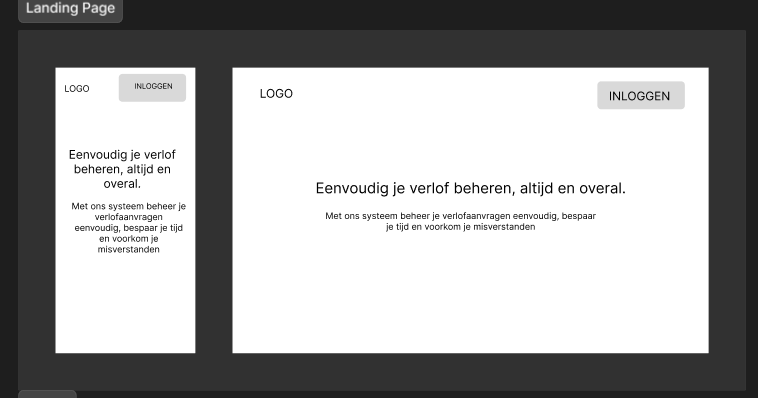 Landing Page
LOGO
INLOGGEN
Eenvoudig je verlof
beheren, altijd en
overal.
Met ons systeem beheer je
verlofaanvragen
eenvoudig, bespaar je tijd
en voorkom je
misverstanden
LOGO
INLOGGEN
Eenvoudig je verlof beheren, altijd en overal.
Met ons systeem beheer je verlofaanvragen eenvoudig, bespaar
je tijd en voorkom je misverstanden